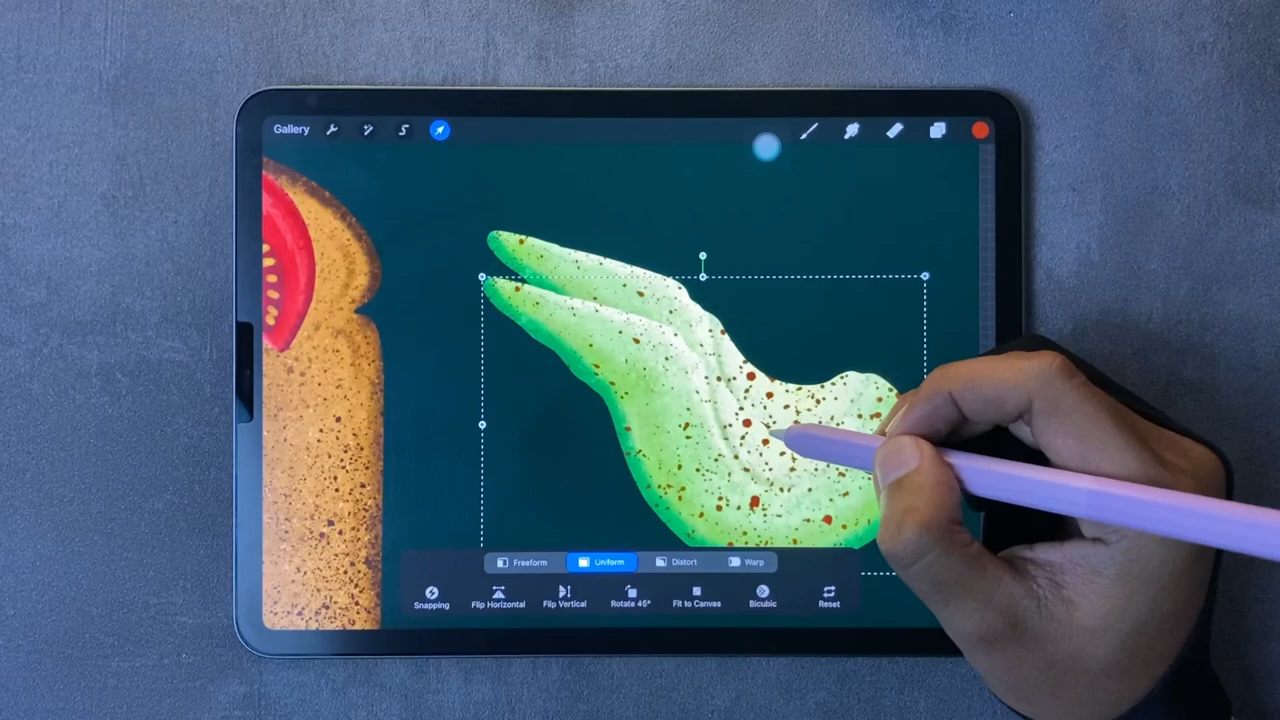 Gallery
Freeform Uniform Distort Warp
Snapping Flip Horizontal Flip Vertical Rotate 45° Fit to Canvas Bicubic Reset